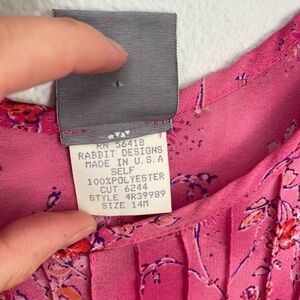 RN 56418
RABBIT DESIGNS
MADE IN U.S.A
SELF
100%POLYESTER
CUT 6244
STYLE 4R39989
SIZE 14M